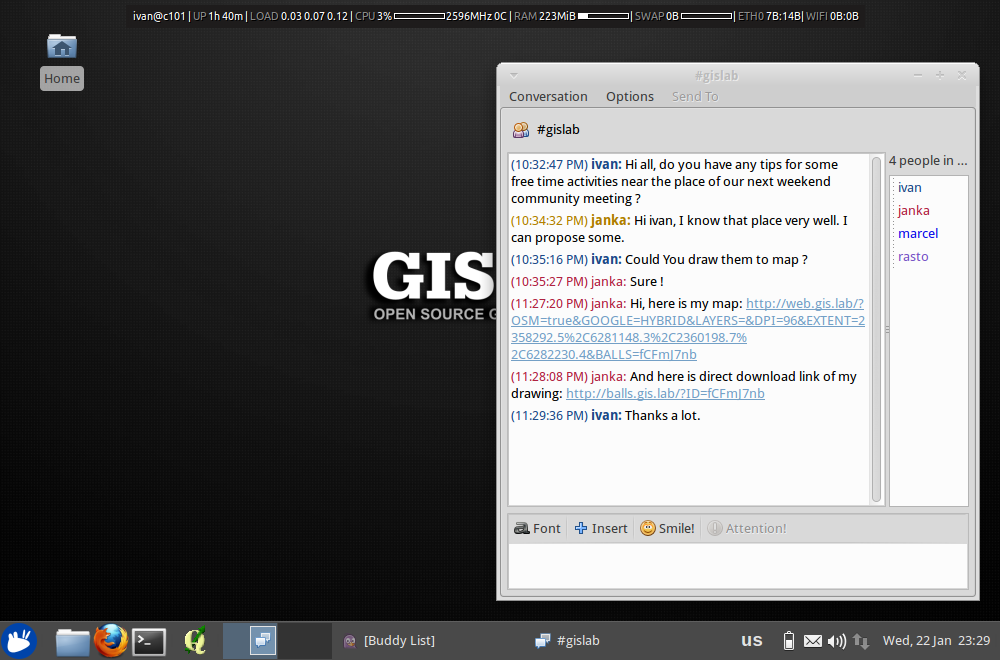 ivan@c101 | UP 1h 40m | LOAD 0.03 0.07 0.12 | CPU 3% 2596MHz 0C | RAM 223MiB | SWAP 0B | ETH0 7B:14B| WIFI 0B:0B
Home
#gislab
Conversation Options Send To
#gislab
(10:32:47 PM) ivan: Hi all, do you have any tips for some
free time activities near the place of our next weekend
community meeting ?
(10:34:32 PM) janka: Hi ivan, I know that place very well. I
can propose some.
(10:35:16 PM) ivan: Could You draw them to map ?
(10:35:27 PM) janka: Sure !
(11:27:20 PM) janka: Hi, here is my map: http://web.gis.lab/?
OSM=true&GOOGLE=HYBRID&LAYERS=&DPI=96&EXTENT=2
358292.5%2C6281148.3%2C2360198.7%
2C6282230.4&BALLS=fCFmJ7nb
(11:28:08 PM) janka: And here is direct download link of my
drawing: http://balls.gis.lab/?ID=fCFmJ7nb
(11:29:36 PM) ivan: Thanks a lot.
4 people in ...
ivan
janka
marcel
rasto
GIS
OPEN SOURCE G
Font Insert Smile! Attention!
[Buddy List] #gislab us Wed, 22 Jan 23:29